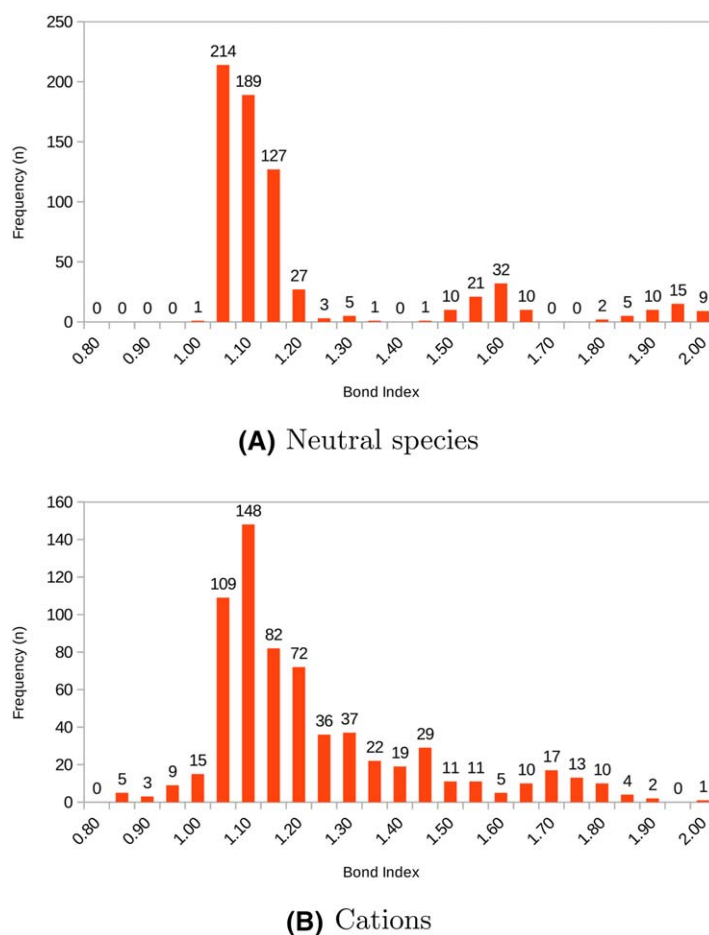 250
200
150
100
50
0
Frequency (n)
0 0 0 0 1 214 189 127 27 3 5 1 0 1 10 21 32 10 0 0 2 5 10 15 9
0.80 0.90 1.00 1.10 1.20 1.30 1.40 1.50 1.60 1.70 1.80 1.90 2.00
Bond Index
(A) Neutral species
160
140
120
100
80
60
40
20
0
Frequency (n)
0 5 3 9 15 109 148 82 72 36 37 22 19 29 11 11 5 10 17 13 10 4 2 0 1
0.80 0.90 1.00 1.10 1.20 1.30 1.40 1.50 1.60 1.70 1.80 1.90 2.00
Bond Index
(B) Cations